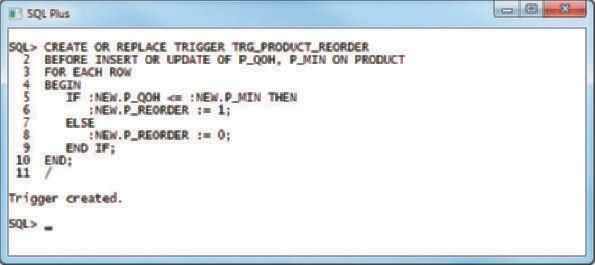 SQL Plus
SQL> CREATE OR REPLACE TRIGGER TRG_PRODUCT_REORDER
2 BEFORE INSERT OR UPDATE OF P_QOH, P_MIN ON PRODUCT
3 FOR EACH ROW
4 BEGIN
5 IF :NEW.P_QOH <= :NEW.P_MIN THEN
6 :NEW.P_REORDER := 1;
7 ELSE
8 :NEW.P_REORDER := 0;
9 END IF;
10 END;
11 /
Trigger created.
SQL> _